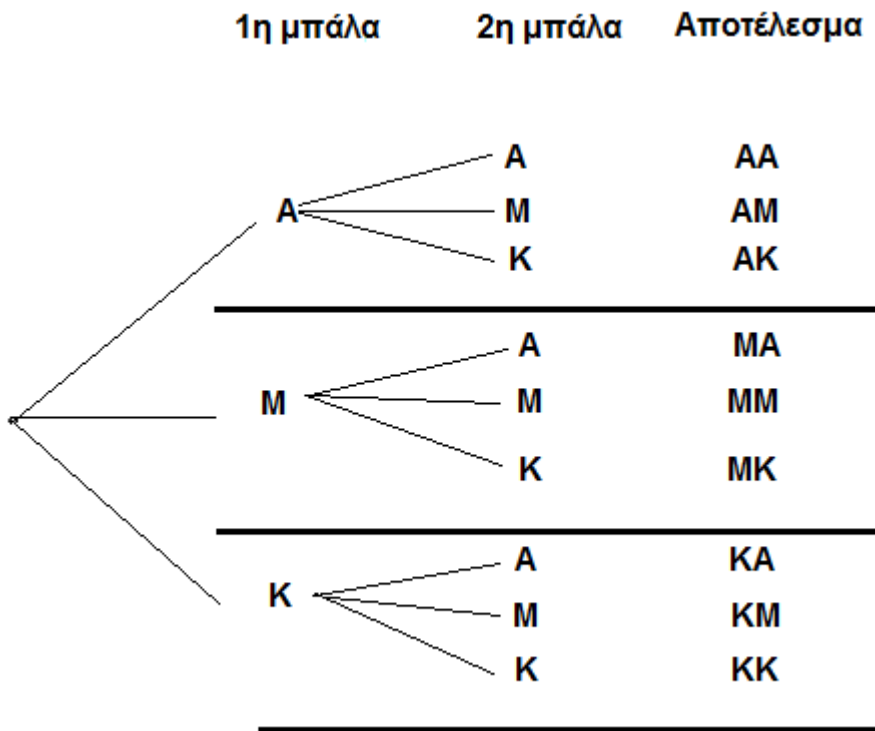 1η μπάλα 2η μπάλα Αποτέλεσμα
Α ΑΑ
Α Μ ΑΜ
Κ ΑΚ
Α ΜΑ
Μ Μ ΜΜ
Κ ΜΚ
Α ΚΑ
Κ Μ ΚΜ
Κ ΚΚ